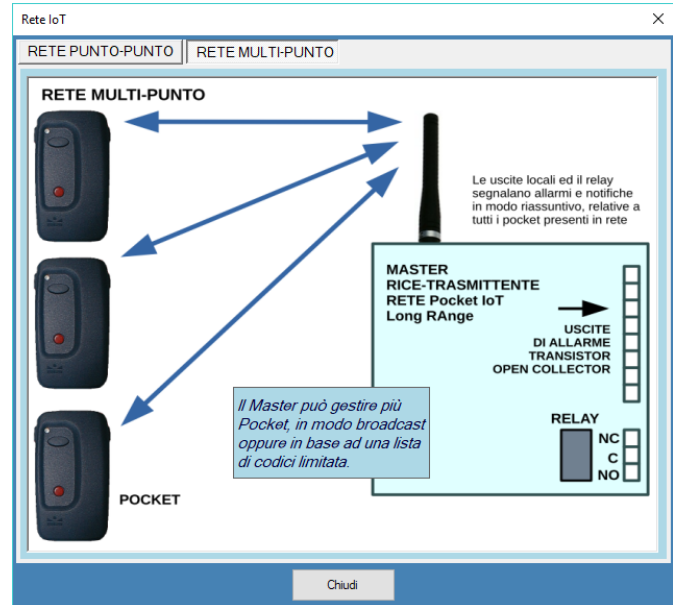 Rete IoT
RETE PUNTO-PUNTO
RETE MULTI-PUNTO
RETE MULTI-PUNTO
Le uscite locali ed il relay
segnalano allarmi e notifiche
in modo riassuntivo, relative a
tutti i pocket presenti in rete
MASTER
RICE-TRASMITTENTE
RETE Pocket IoT
Long RAnge
USCITE
DI ALLARME
TRANSISTOR
OPEN COLLECTOR
Il Master può gestire più
Pocket, in modo broadcast
oppure in base ad una lista
di codici limitata.
RELAY
NC
C
NO
POCKET
Chiudi